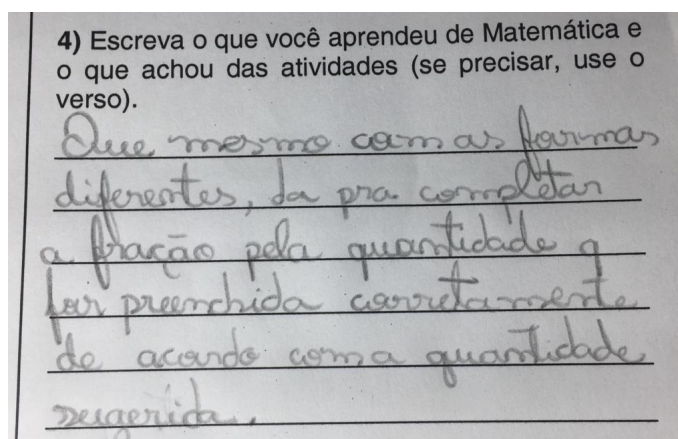 4) Escreva o que você aprendeu de Matemática e
o que achou das atividades (se precisar, use o
verso).
Que mesmo com as formas
diferentes, da pra completar
a fração pela quantidade q
for preenchida corretamente
de acordo com a quantidade
sugerida.